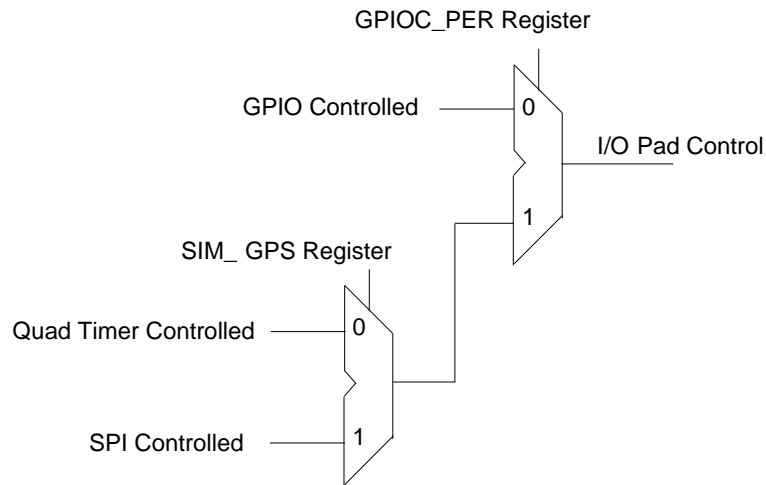 GPIOC_PER Register
GPIO Controlled
0
I/O Pad Control
1
SIM_ GPS Register
Quad Timer Controlled
0
SPI Controlled
1